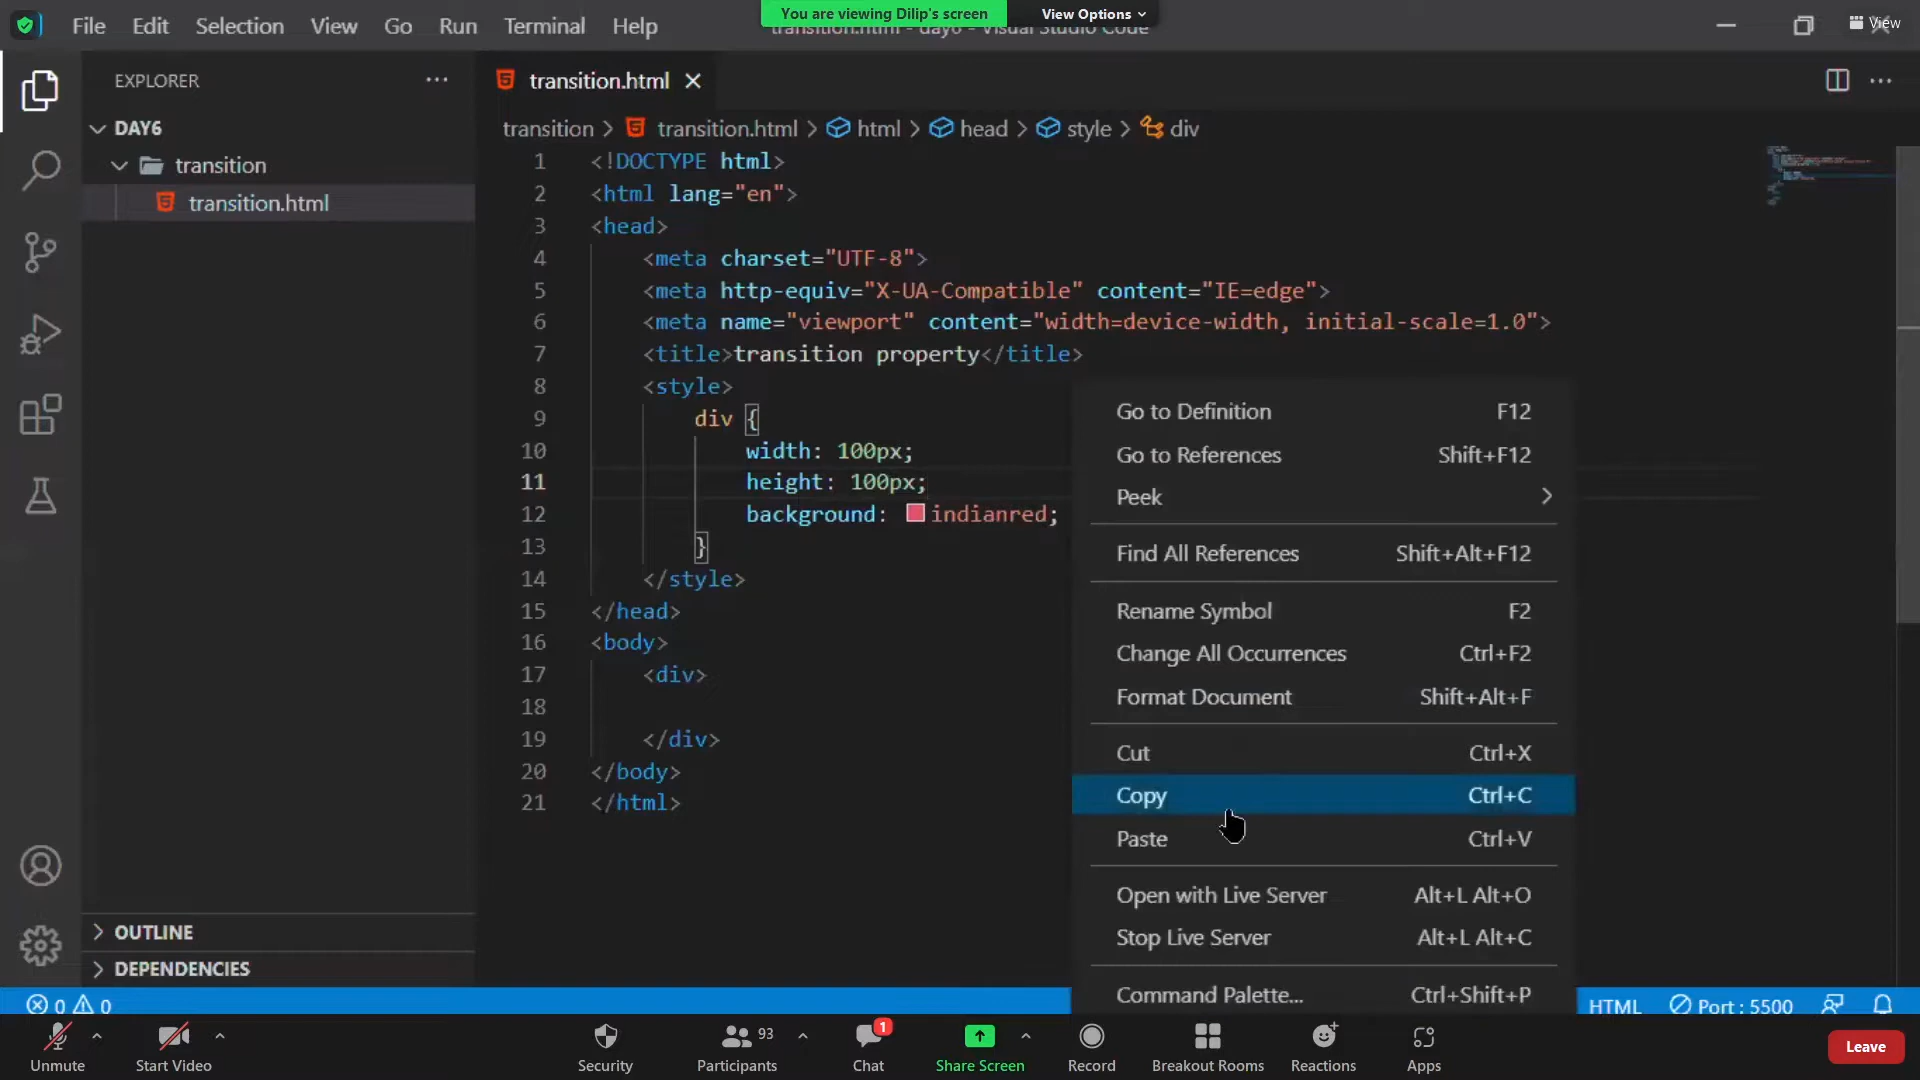 You are viewing Dilip's screen
View Options
View
File Edit Selection View Go Run Terminal Help
transition.html - day6 - Visual Studio Code
EXPLORER
transition.html
DAY6
transition
transition.html
transition > transition.html > html > head > style > div
1 <!DOCTYPE html>
2 <html lang="en">
3 <head>
4 <meta charset="UTF-8">
5 <meta http-equiv="X-UA-Compatible" content="IE=edge">
6 <meta name="viewport" content="width=device-width, initial-scale=1.0">
7 <title>transition property</title>
8 <style>
9 div {
10 width: 100px;
11 height: 100px;
12 background: indianred;
13 }
14 </style>
15 </head>
16 <body>
17 <div>
18
19 </div>
20 </body>
21 </html>
Go to Definition F12
Go to References Shift+F12
Peek
Find All References Shift+Alt+F12
Rename Symbol F2
Change All Occurrences Ctrl+F2
Format Document Shift+Alt+F
Cut Ctrl+X
Copy Ctrl+C
Paste Ctrl+V
Open with Live Server Alt+L Alt+O
Stop Live Server Alt+L Alt+C
Command Palette... Ctrl+Shift+P
OUTLINE
DEPENDENCIES
0 0
HTML Port : 5500
Unmute
Start Video
Security
93
Participants
1
Chat
Share Screen
Record
Breakout Rooms
Reactions
Apps
Leave